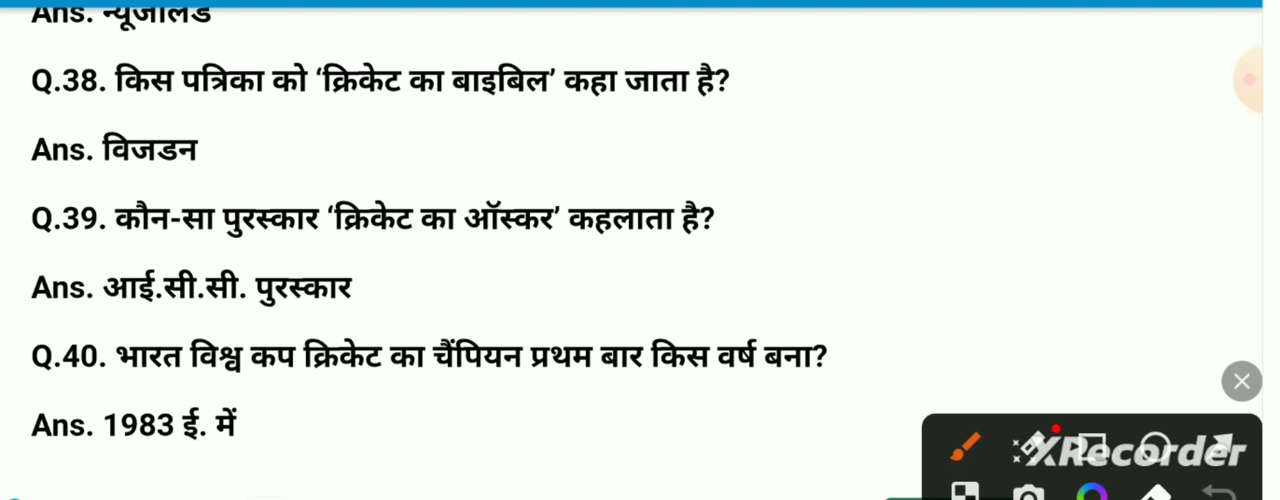 Ans. न्यूजीलैंड
Q.38. किस पत्रिका को ‘क्रिकेट का बाइबिल’ कहा जाता है?
Ans. विजडन
Q.39. कौन-सा पुरस्कार ‘क्रिकेट का ऑस्कर’ कहलाता है?
Ans. आई.सी.सी. पुरस्कार
Q.40. भारत विश्व कप क्रिकेट का चैंपियन प्रथम बार किस वर्ष बना?
Ans. 1983 ई. में
XRecorder